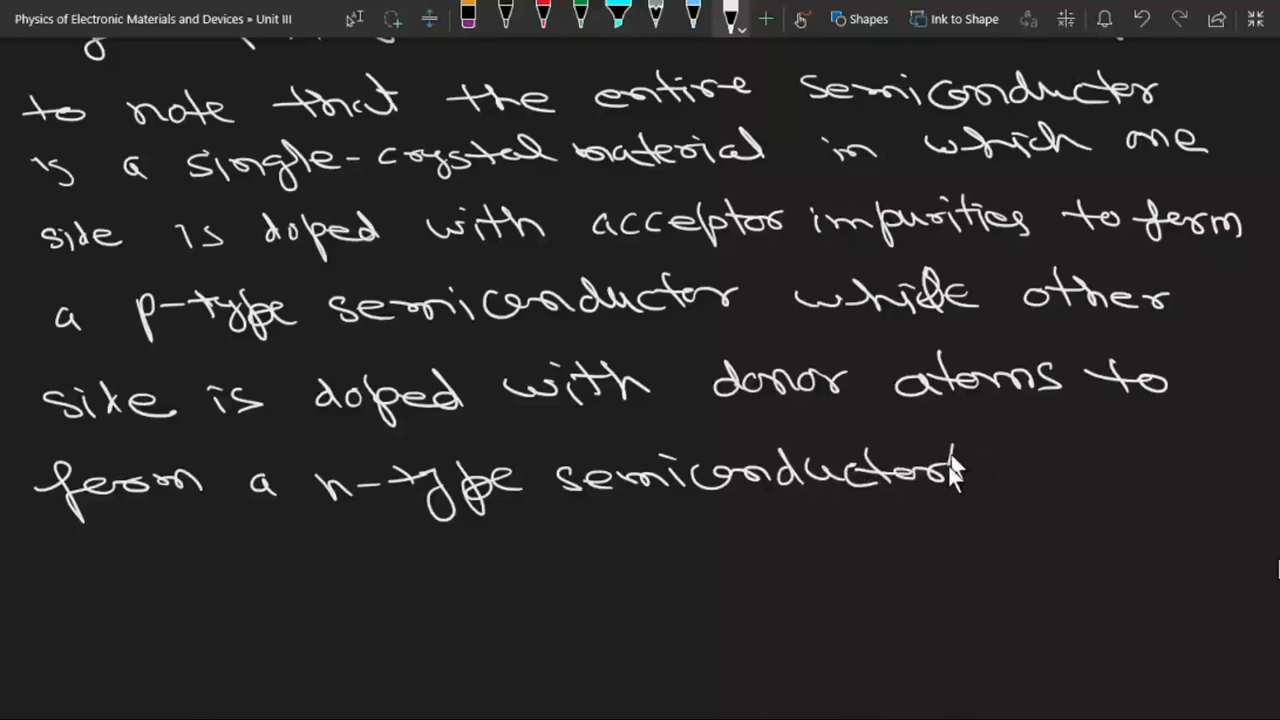 Physics of Electronic Materials and Devices » Unit III
Shapes
Ink to Shape
to note that the entire semiconductor
is a single-crystal material in which one
side is doped with acceptor impurities to form
a p-type semiconductor while other
side is doped with donor atoms to
form a n-type semiconductor